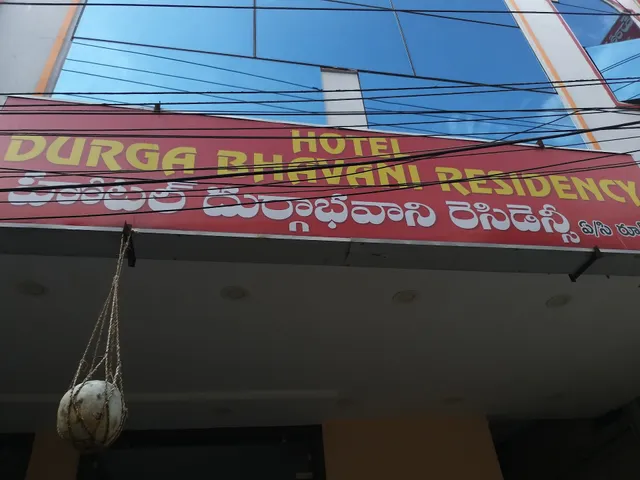 HOTEL
DURGA BHAVANI RESIDENCY
హోటల్ దుర్గాభవాని రెసిడెన్సీ ఏ/సి